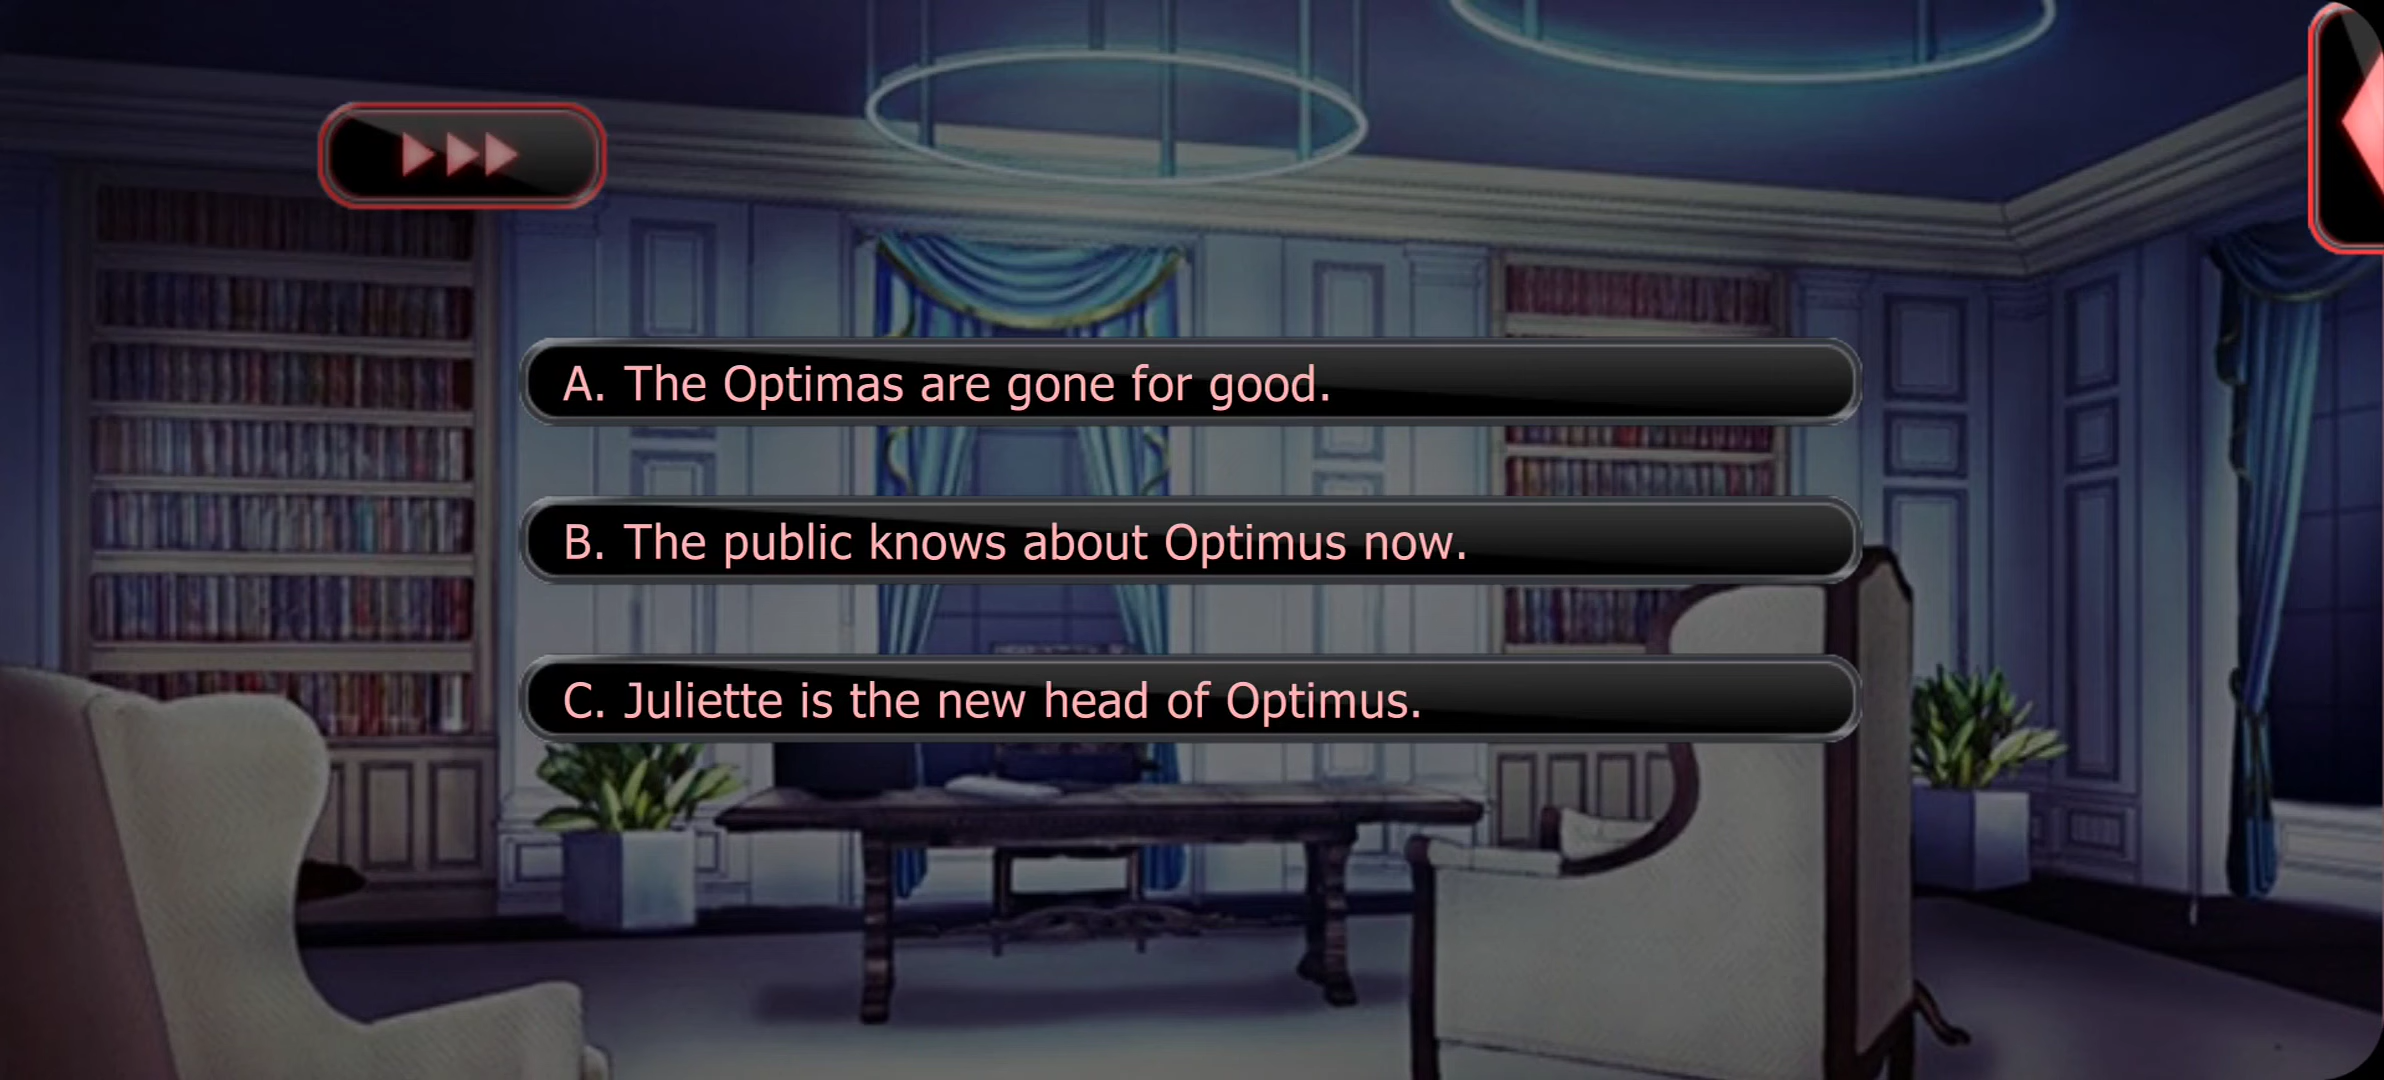 A. The Optimas are gone for good.
B. The public knows about Optimus now.
C. Juliette is the new head of Optimus.